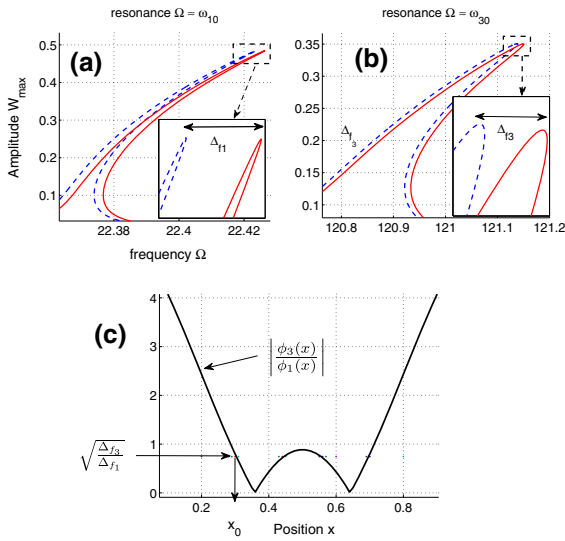 resonance Ω = ω10
resonance Ω = ω30
(a)
(b)
Amplitude Wmax
0.5
0.4
0.3
0.2
0.1
22.38
22.4
22.42
frequency Ω
Δf1
0.35
0.3
0.25
0.2
0.15
0.1
120.8
120.9
121
121.1
121.2
Δf3
Δf3
(c)
4
3
2
1
0
|ϕ3(x)/ϕ1(x)|
√Δf3/Δf1
0.2
0.4
0.6
0.8
x0
Position x